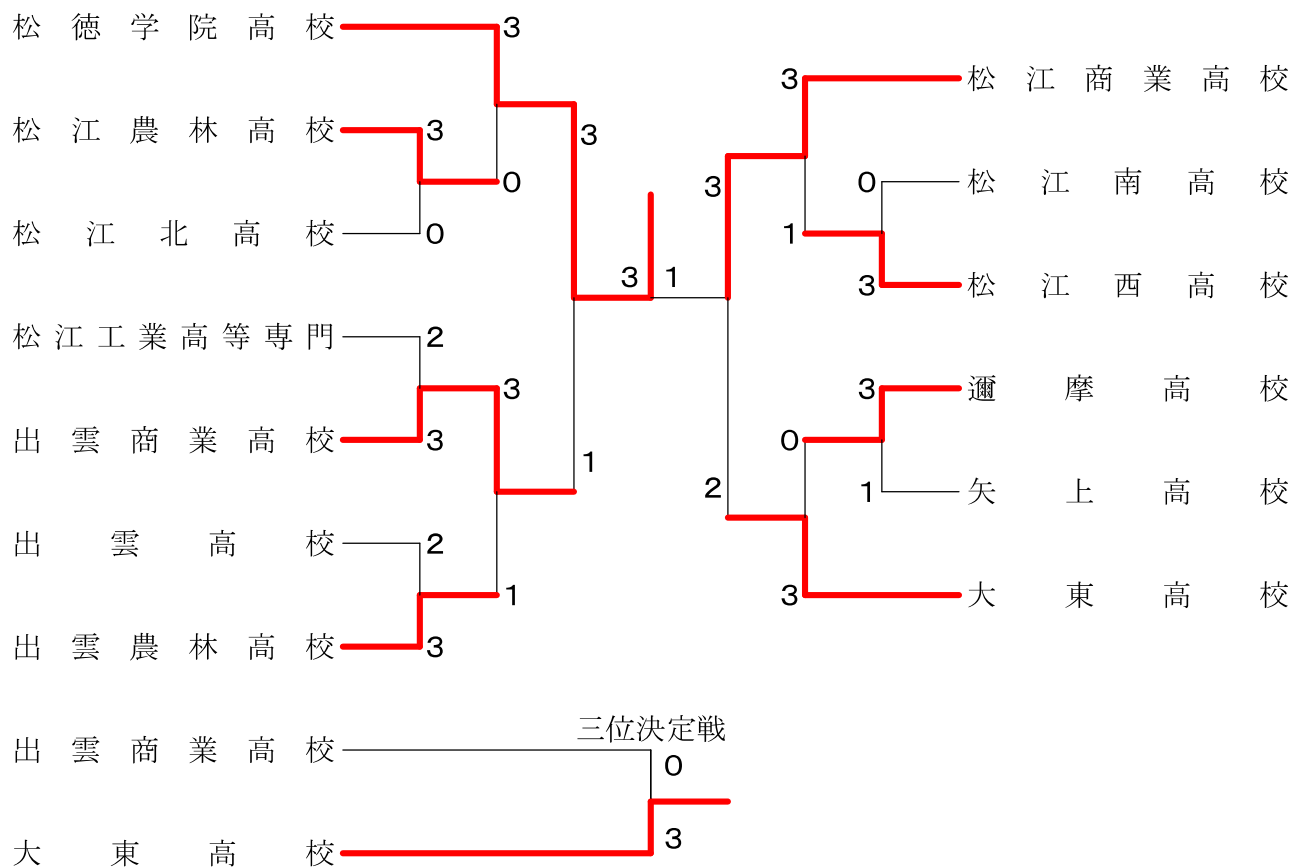 松徳学院高校
3
松江農林高校
3
0
松江北高校
0
3
松江工業高等専門
2
3
出雲商業高校
3
1
出雲高校
2
1
出雲農林高校
3
3 1
3
松江商業高校
3
0
松江南高校
1
3
松江西高校
3
邇摩高校
0
2
1
矢上高校
3
大東高校
三位決定戦
出雲商業高校
0
大東高校
3